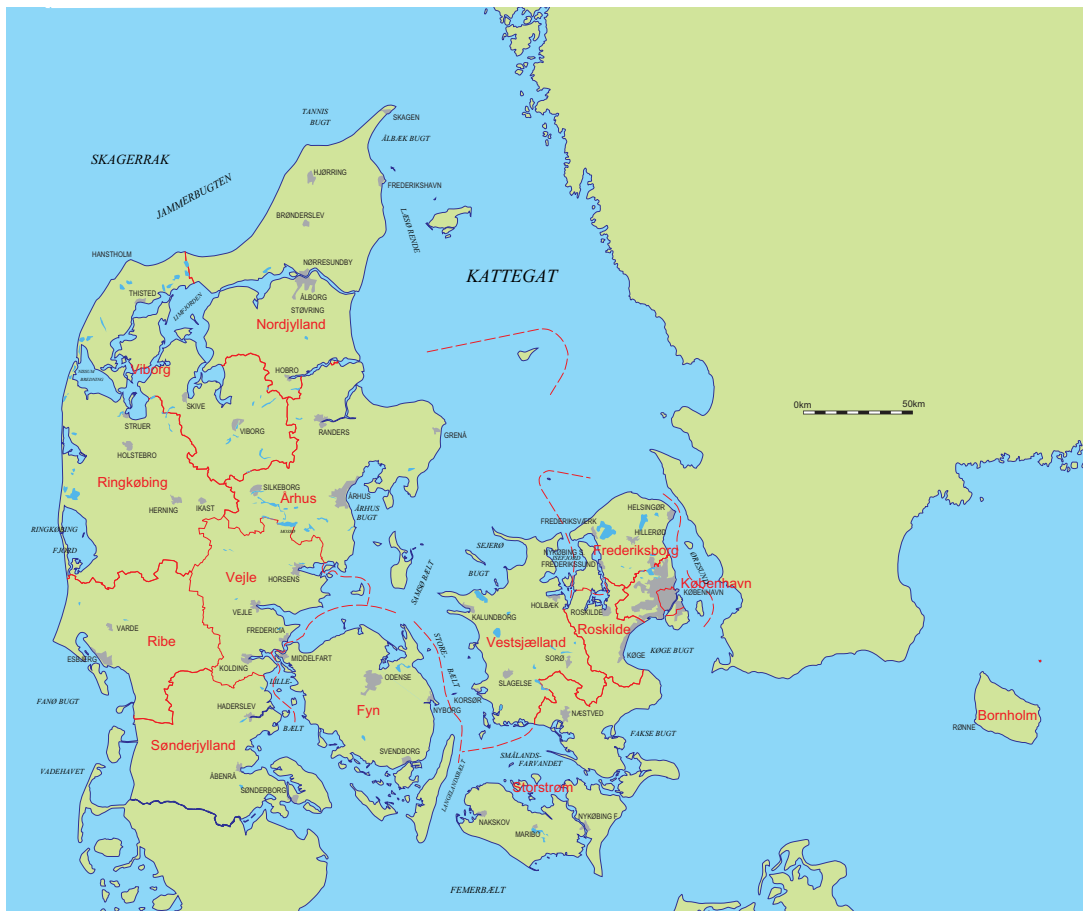 TANNIS
BUGT
SKAGEN
ÅLBÆK BUGT
SKAGERRAK
JAMMERBUGTEN
HJØRRING
FREDERIKSHAVN
BRØNDERSLEV
LÆSØ RENDE
HANSTHOLM
NØRRESUNDBY
KATTEGAT
THISTED
LIMFJORDEN
ÅLBORG
STØVRING
Nordjylland
Viborg
HOBRO
BREDNING
SKIVE
0km
50km
STRUER
VIBORG
RANDERS
GRENÅ
HOLSTEBRO
Ringkøbing
SILKEBORG
Århus
ÅRHUS
HERNING
IKAST
ÅRHUS
BUGT
HELSINGØR
RINGKØBING
FJORD
FREDERIKSVÆRK
HILLERØD
SEJERØ
BUGT
NYKØBING S.
ISEFJORD
Frederiksborg
FREDERIKSSUND
ØRESUND
Vejle
HORSENS
SAMSØ BÆLT
København
KØBENHAVN
VEJLE
KALUNDBORG
HOLBÆK
ROSKILDE
Roskilde
VARDE
Ribe
FREDERICIA
STORE-
BÆLT
Vestsjælland
ESBJERG
KOLDING
MIDDELFART
SORØ
KØGE
KØGE BUGT
LILLE-
BÆLT
ODENSE
SLAGELSE
FANØ BUGT
HADERSLEV
Fyn
NYBORG
KORSØR
NÆSTVED
Bornholm
RØNNE
Sønderjylland
SVENDBORG
FAKSE BUGT
SMÅLANDS-
FARVANDET
VADEHAVET
ÅBENRÅ
SØNDERBORG
LANGELANDSBÆLT
Storstrøm
NAKSKOV
MARIBO
NYKØBING F.
FEMERBÆLT